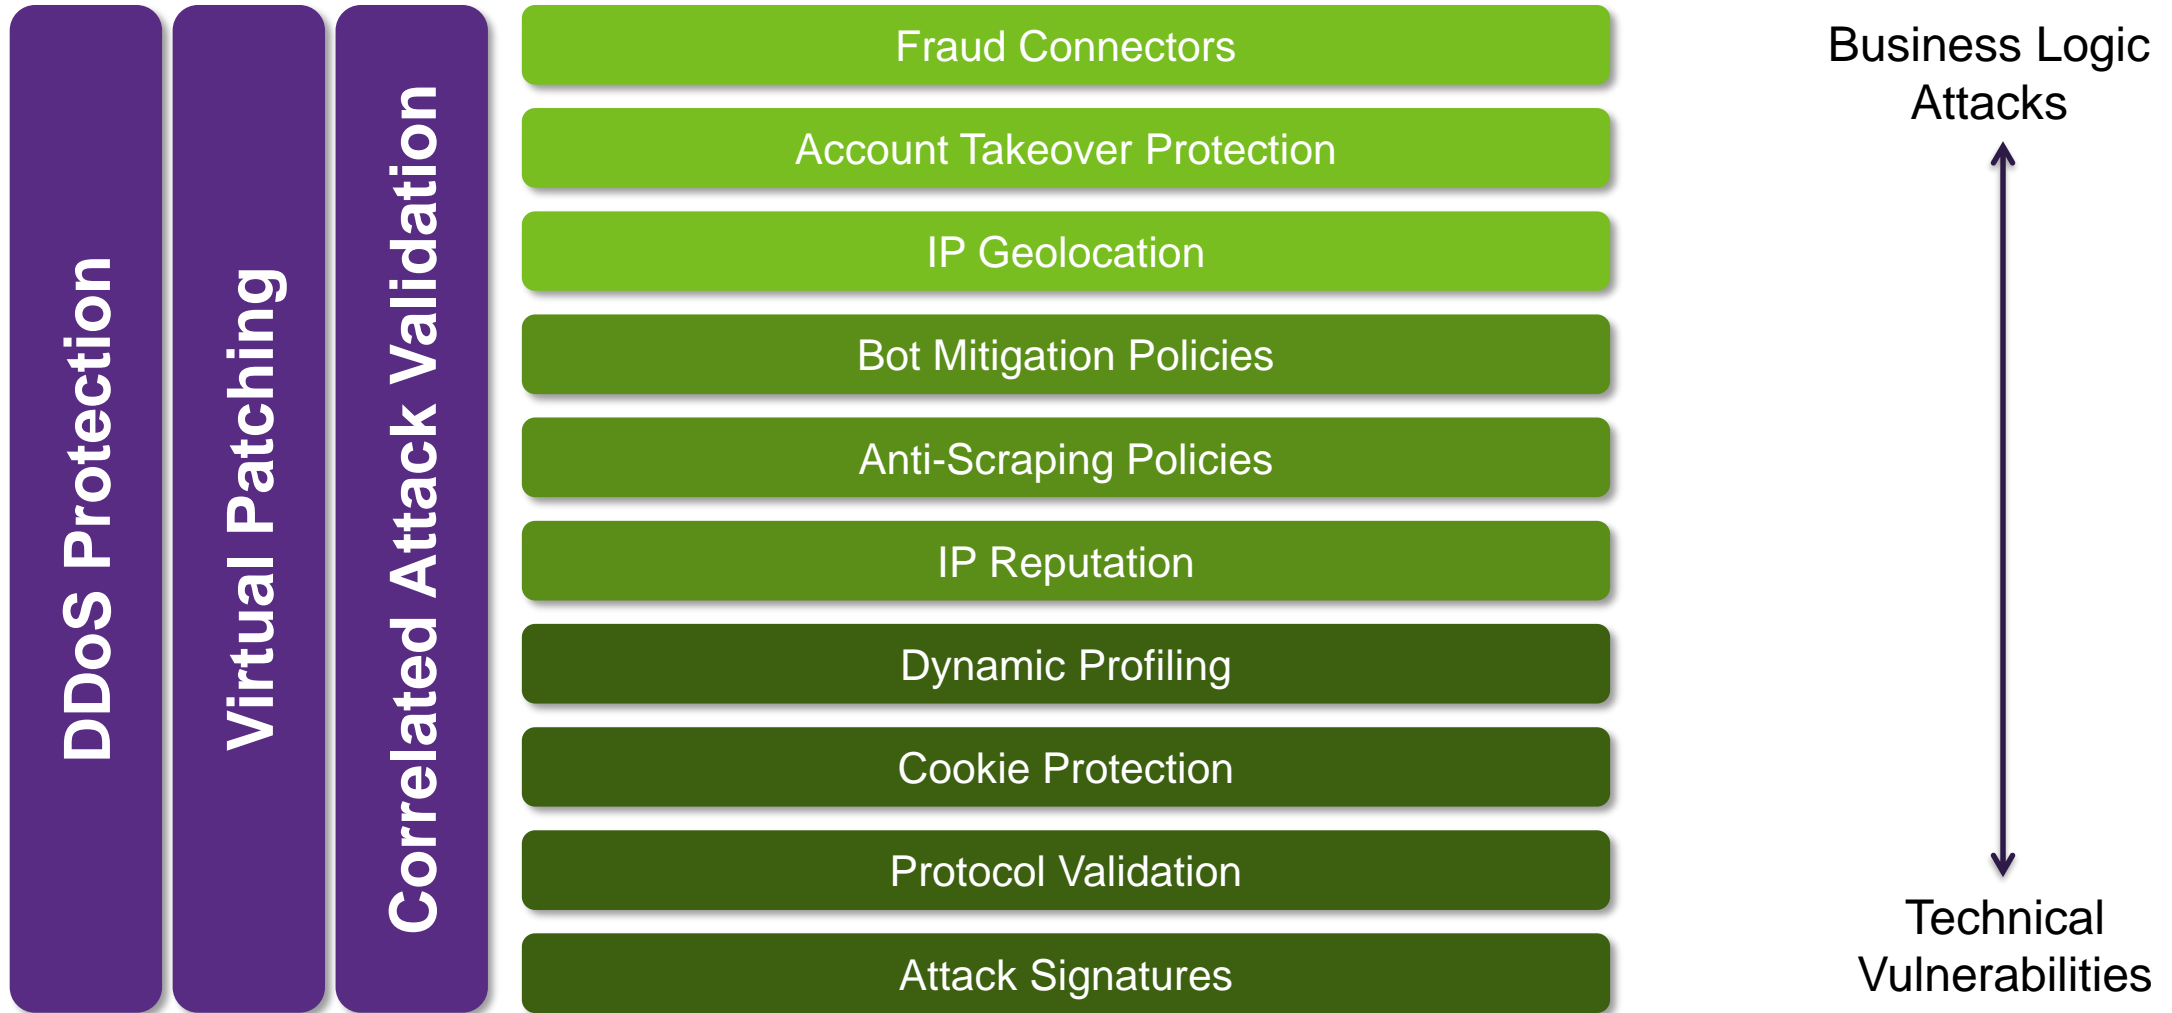 DDoS Protection
Virtual Patching
Correlated Attack Validation
Fraud Connectors
Account Takeover Protection
IP Geolocation
Bot Mitigation Policies
Anti-Scraping Policies
IP Reputation
Dynamic Profiling
Cookie Protection
Protocol Validation
Attack Signatures
Business Logic
Attacks
Technical
Vulnerabilities